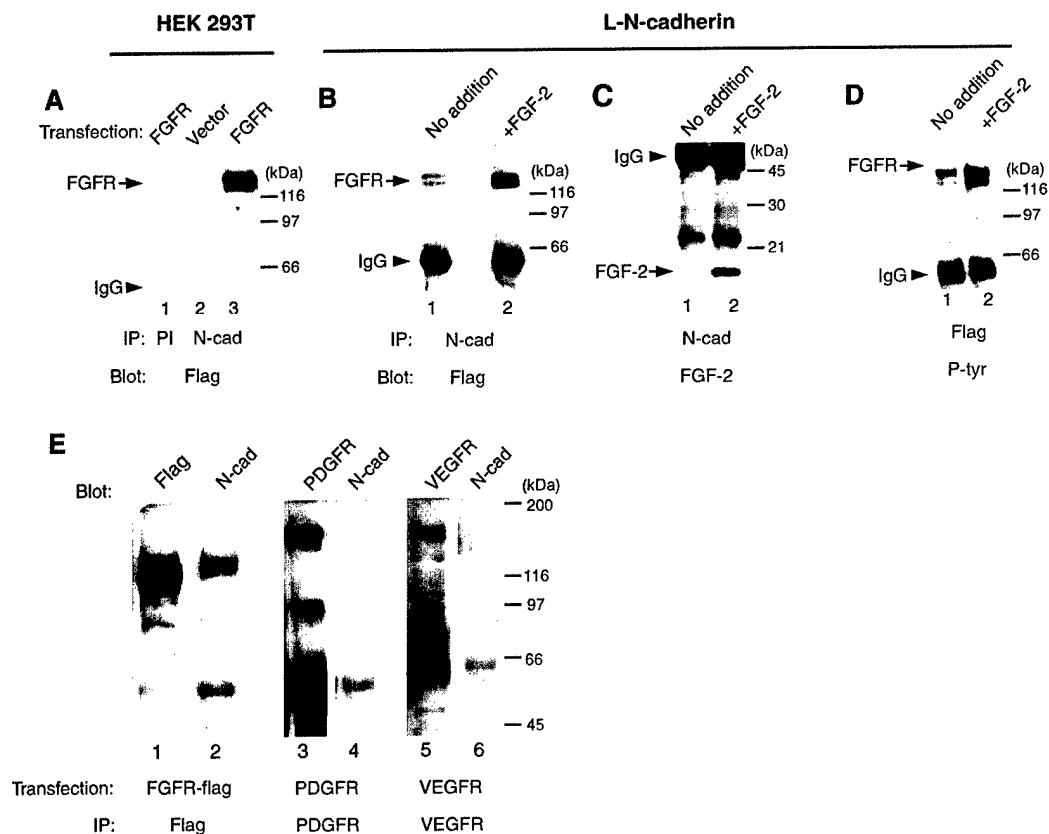 HEK 293T
L-N-cadherin
A
Transfection: FGFR Vector FGFR
(kDa)
FGFR
116
97
66
IgG
1 2 3
IP: PI N-cad
Blot: Flag
B
No addition +FGF-2
(kDa)
FGFR
116
97
66
IgG
1 2
IP: N-cad
Blot: Flag
C
No addition +FGF-2
IgG
(kDa)
45
30
21
FGF-2
1 2
N-cad
FGF-2
D
No addition +FGF-2
FGFR
(kDa)
116
97
66
IgG
1 2
Flag
P-tyr
E
Blot: Flag N-cad PDGFR N-cad VEGFR N-cad
(kDa)
200
116
97
66
45
1 2 3 4 5 6
Transfection: FGFR-flag PDGFR VEGFR
IP: Flag PDGFR VEGFR